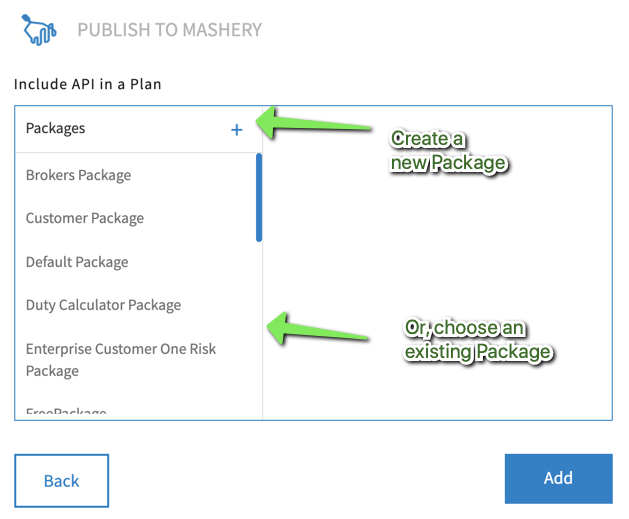 PUBLISH TO MASHERY
Include API in a Plan
Packages +
Create a
new Package
Brokers Package
Customer Package
Default Package
Duty Calculator Package
Or, choose an
existing Package
Enterprise Customer One Risk
Package
FreePackage
Back
Add